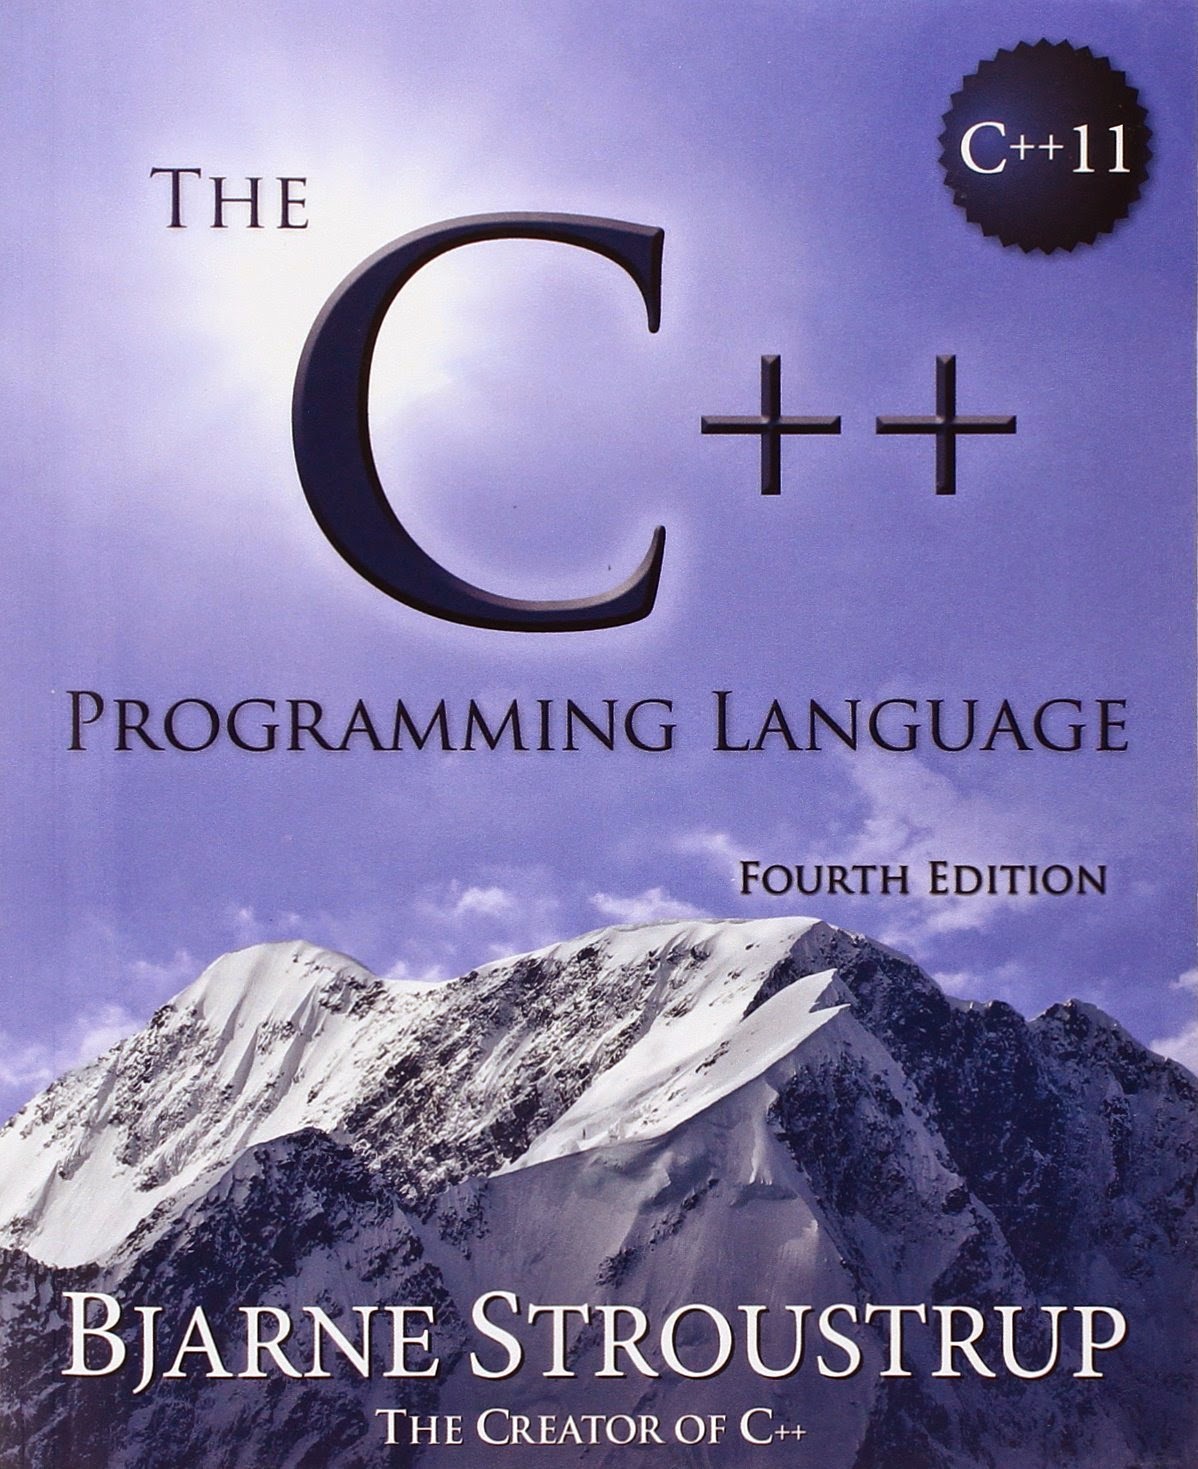 C++11
THE
C++
PROGRAMMING LANGUAGE
FOURTH EDITION
BJARNE STROUSTRUP
THE CREATOR OF C++